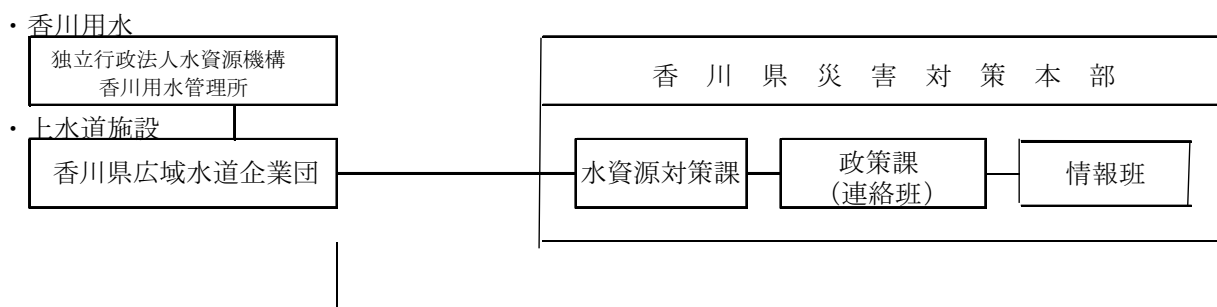 ・香川用水
独立行政法人水資源機構
香川用水管理所
香川県災害対策本部
・上水道施設
香川県広域水道企業団
水資源対策課
政策課
（連絡班）
情報班